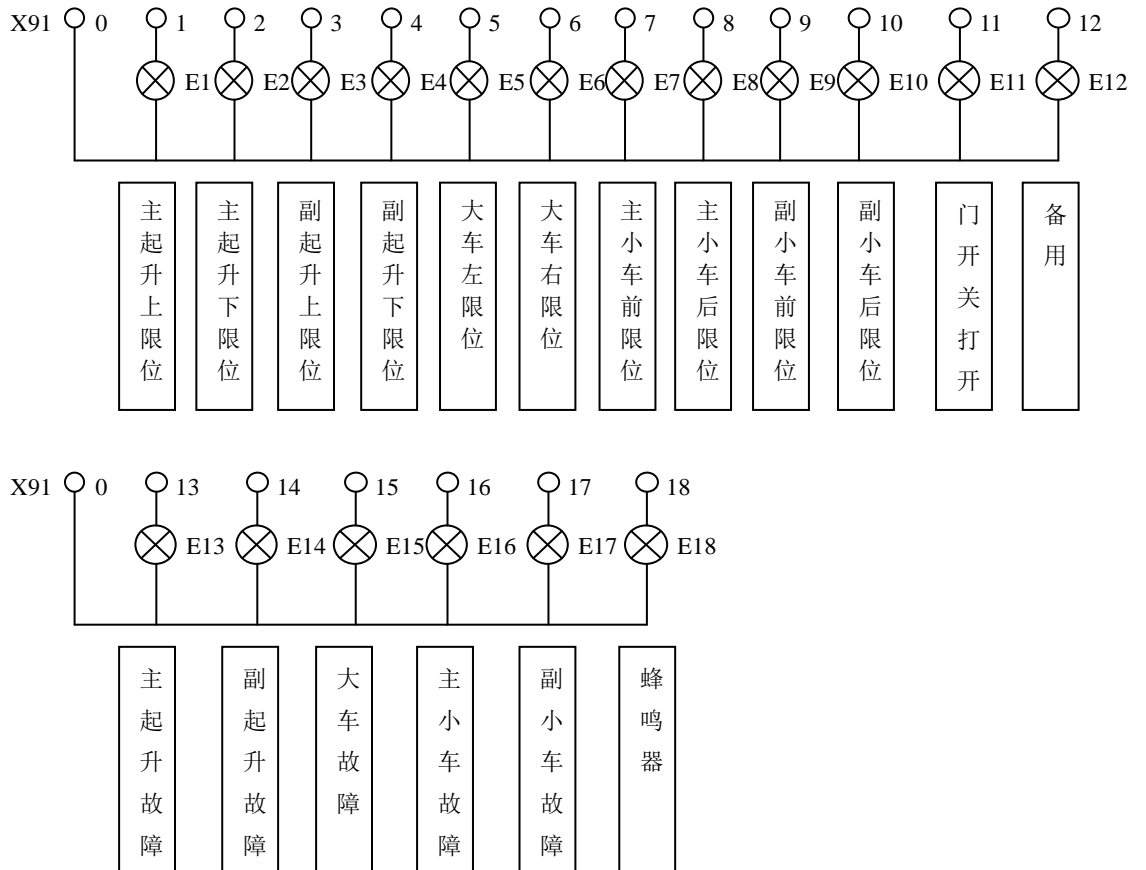 X91 0 1 2 3 4 5 6 7 8 9 10 11 12
E1 E2 E3 E4 E5 E6 E7 E8 E9 E10 E11 E12
主起升上限位
主起升下限位
副起升上限位
副起升下限位
大车左限位
大车右限位
主小车前限位
主小车后限位
副小车前限位
副小车后限位
门开关打开
备用
X91 0 13 14 15 16 17 18
E13 E14 E15 E16 E17 E18
主起升故障
副起升故障
大车故障
主小车故障
副小车故障
蜂鸣器